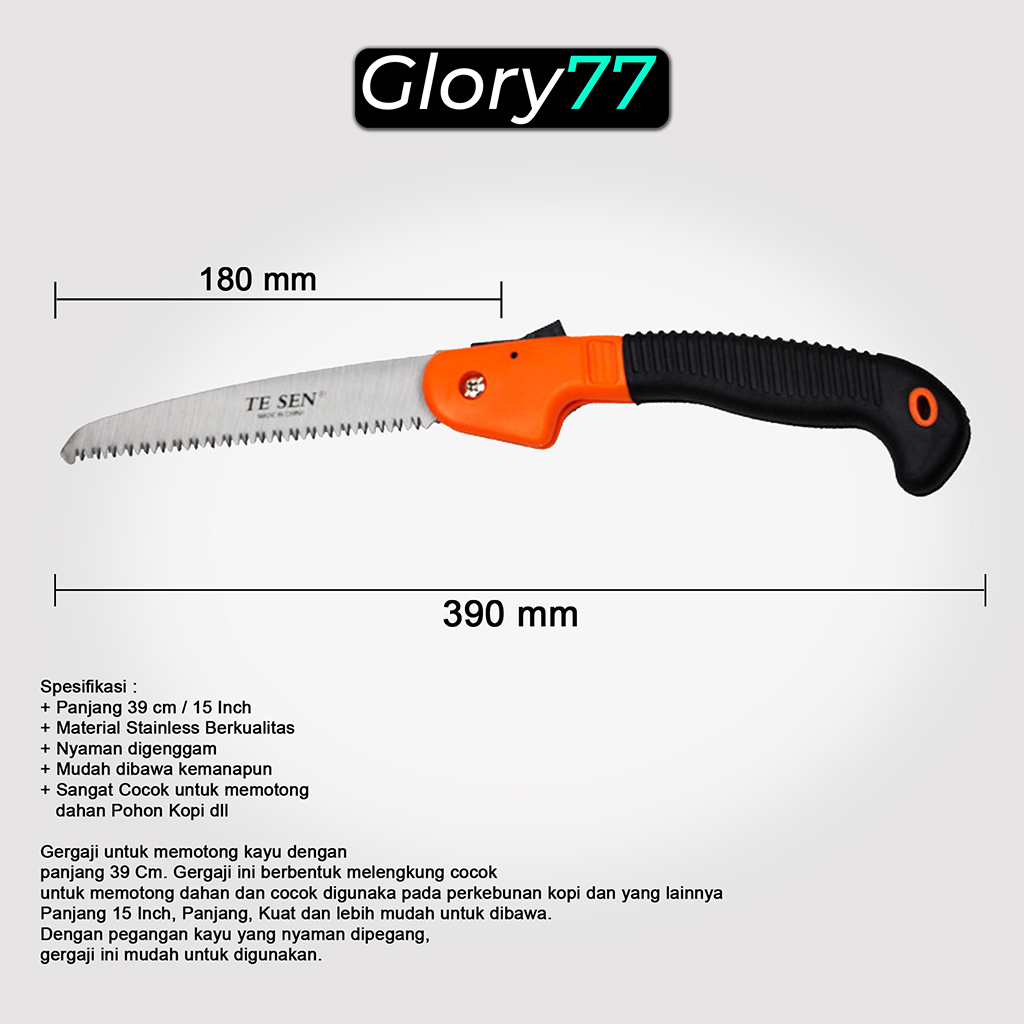 Glory77
180 mm
TE SEN®
MADE IN CHINA
390 mm
Spesifikasi :
+ Panjang 39 cm / 15 Inch
+ Material Stainless Berkualitas
+ Nyaman digenggam
+ Mudah dibawa kemanapun
+ Sangat Cocok untuk memotong
dahan Pohon Kopi dll
Gergaji untuk memotong kayu dengan
panjang 39 Cm. Gergaji ini berbentuk melengkung cocok
untuk memotong dahan dan cocok digunaka pada perkebunan kopi dan yang lainnya
Panjang 15 Inch, Panjang, Kuat dan lebih mudah untuk dibawa.
Dengan pegangan kayu yang nyaman dipegang,
gergaji ini mudah untuk digunakan.